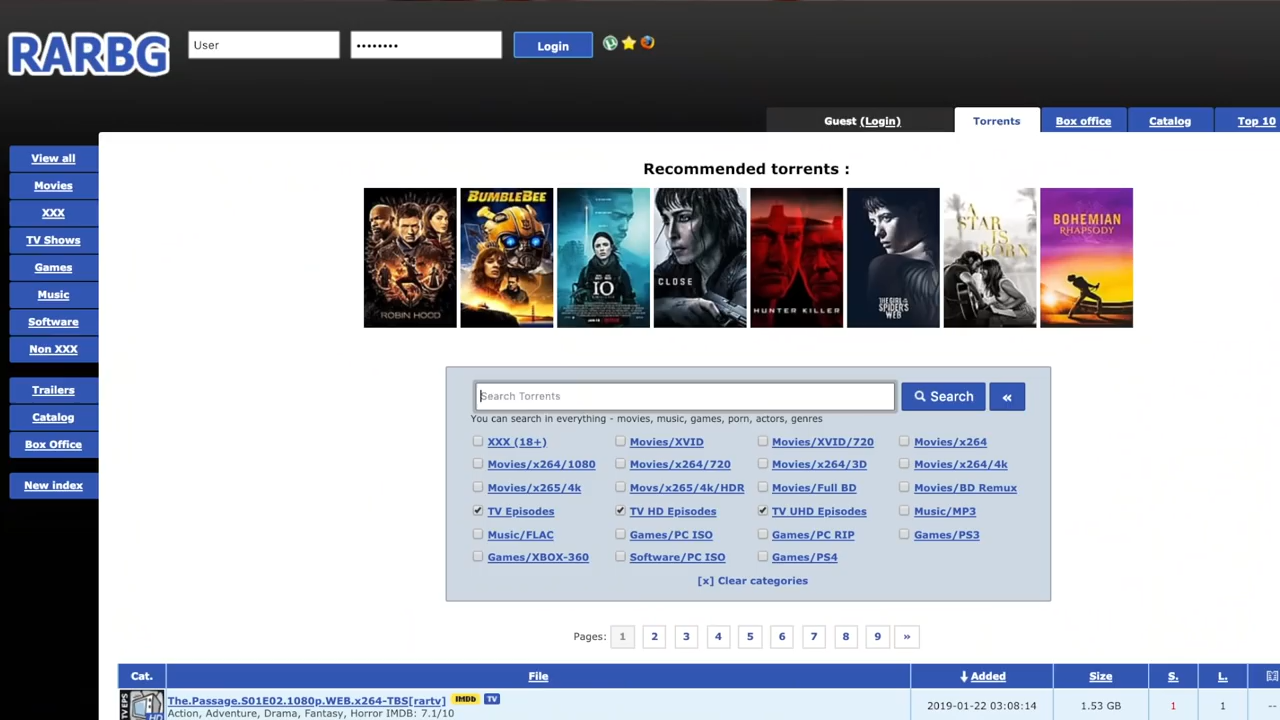 RARBG
User
••••••••
Login
Guest (Login)
Torrents
Box office
Catalog
Top 10
View all
Movies
XXX
TV Shows
Games
Music
Software
Non XXX
Trailers
Catalog
Box Office
New index
Recommended torrents :
ROBIN HOOD
BUMBLEBEE
IO
CLOSE
HUNTER KILLER
THE GIRL IN THE SPIDER'S WEB
A STAR IS BORN
BOHEMIAN RHAPSODY
Search Torrents
Search
«
You can search in everything - movies, music, games, porn, actors, genres
XXX (18+) Movies/XVID Movies/XVID/720 Movies/x264
Movies/x264/1080 Movies/x264/720 Movies/x264/3D Movies/x264/4k
Movies/x265/4k Movs/x265/4k/HDR Movies/Full BD Movies/BD Remux
TV Episodes TV HD Episodes TV UHD Episodes Music/MP3
Music/FLAC Games/PC ISO Games/PC RIP Games/PS3
Games/XBOX-360 Software/PC ISO Games/PS4
[x] Clear categories
Pages: 1 2 3 4 5 6 7 8 9 »
Cat. File Added Size S. L.
TV EPS HD
The.Passage.S01E02.1080p.WEB.x264-TBS[rartv] IMDb TV
Action, Adventure, Drama, Fantasy, Horror IMDB: 7.1/10
2019-01-22 03:08:14 1.53 GB 1 1 --